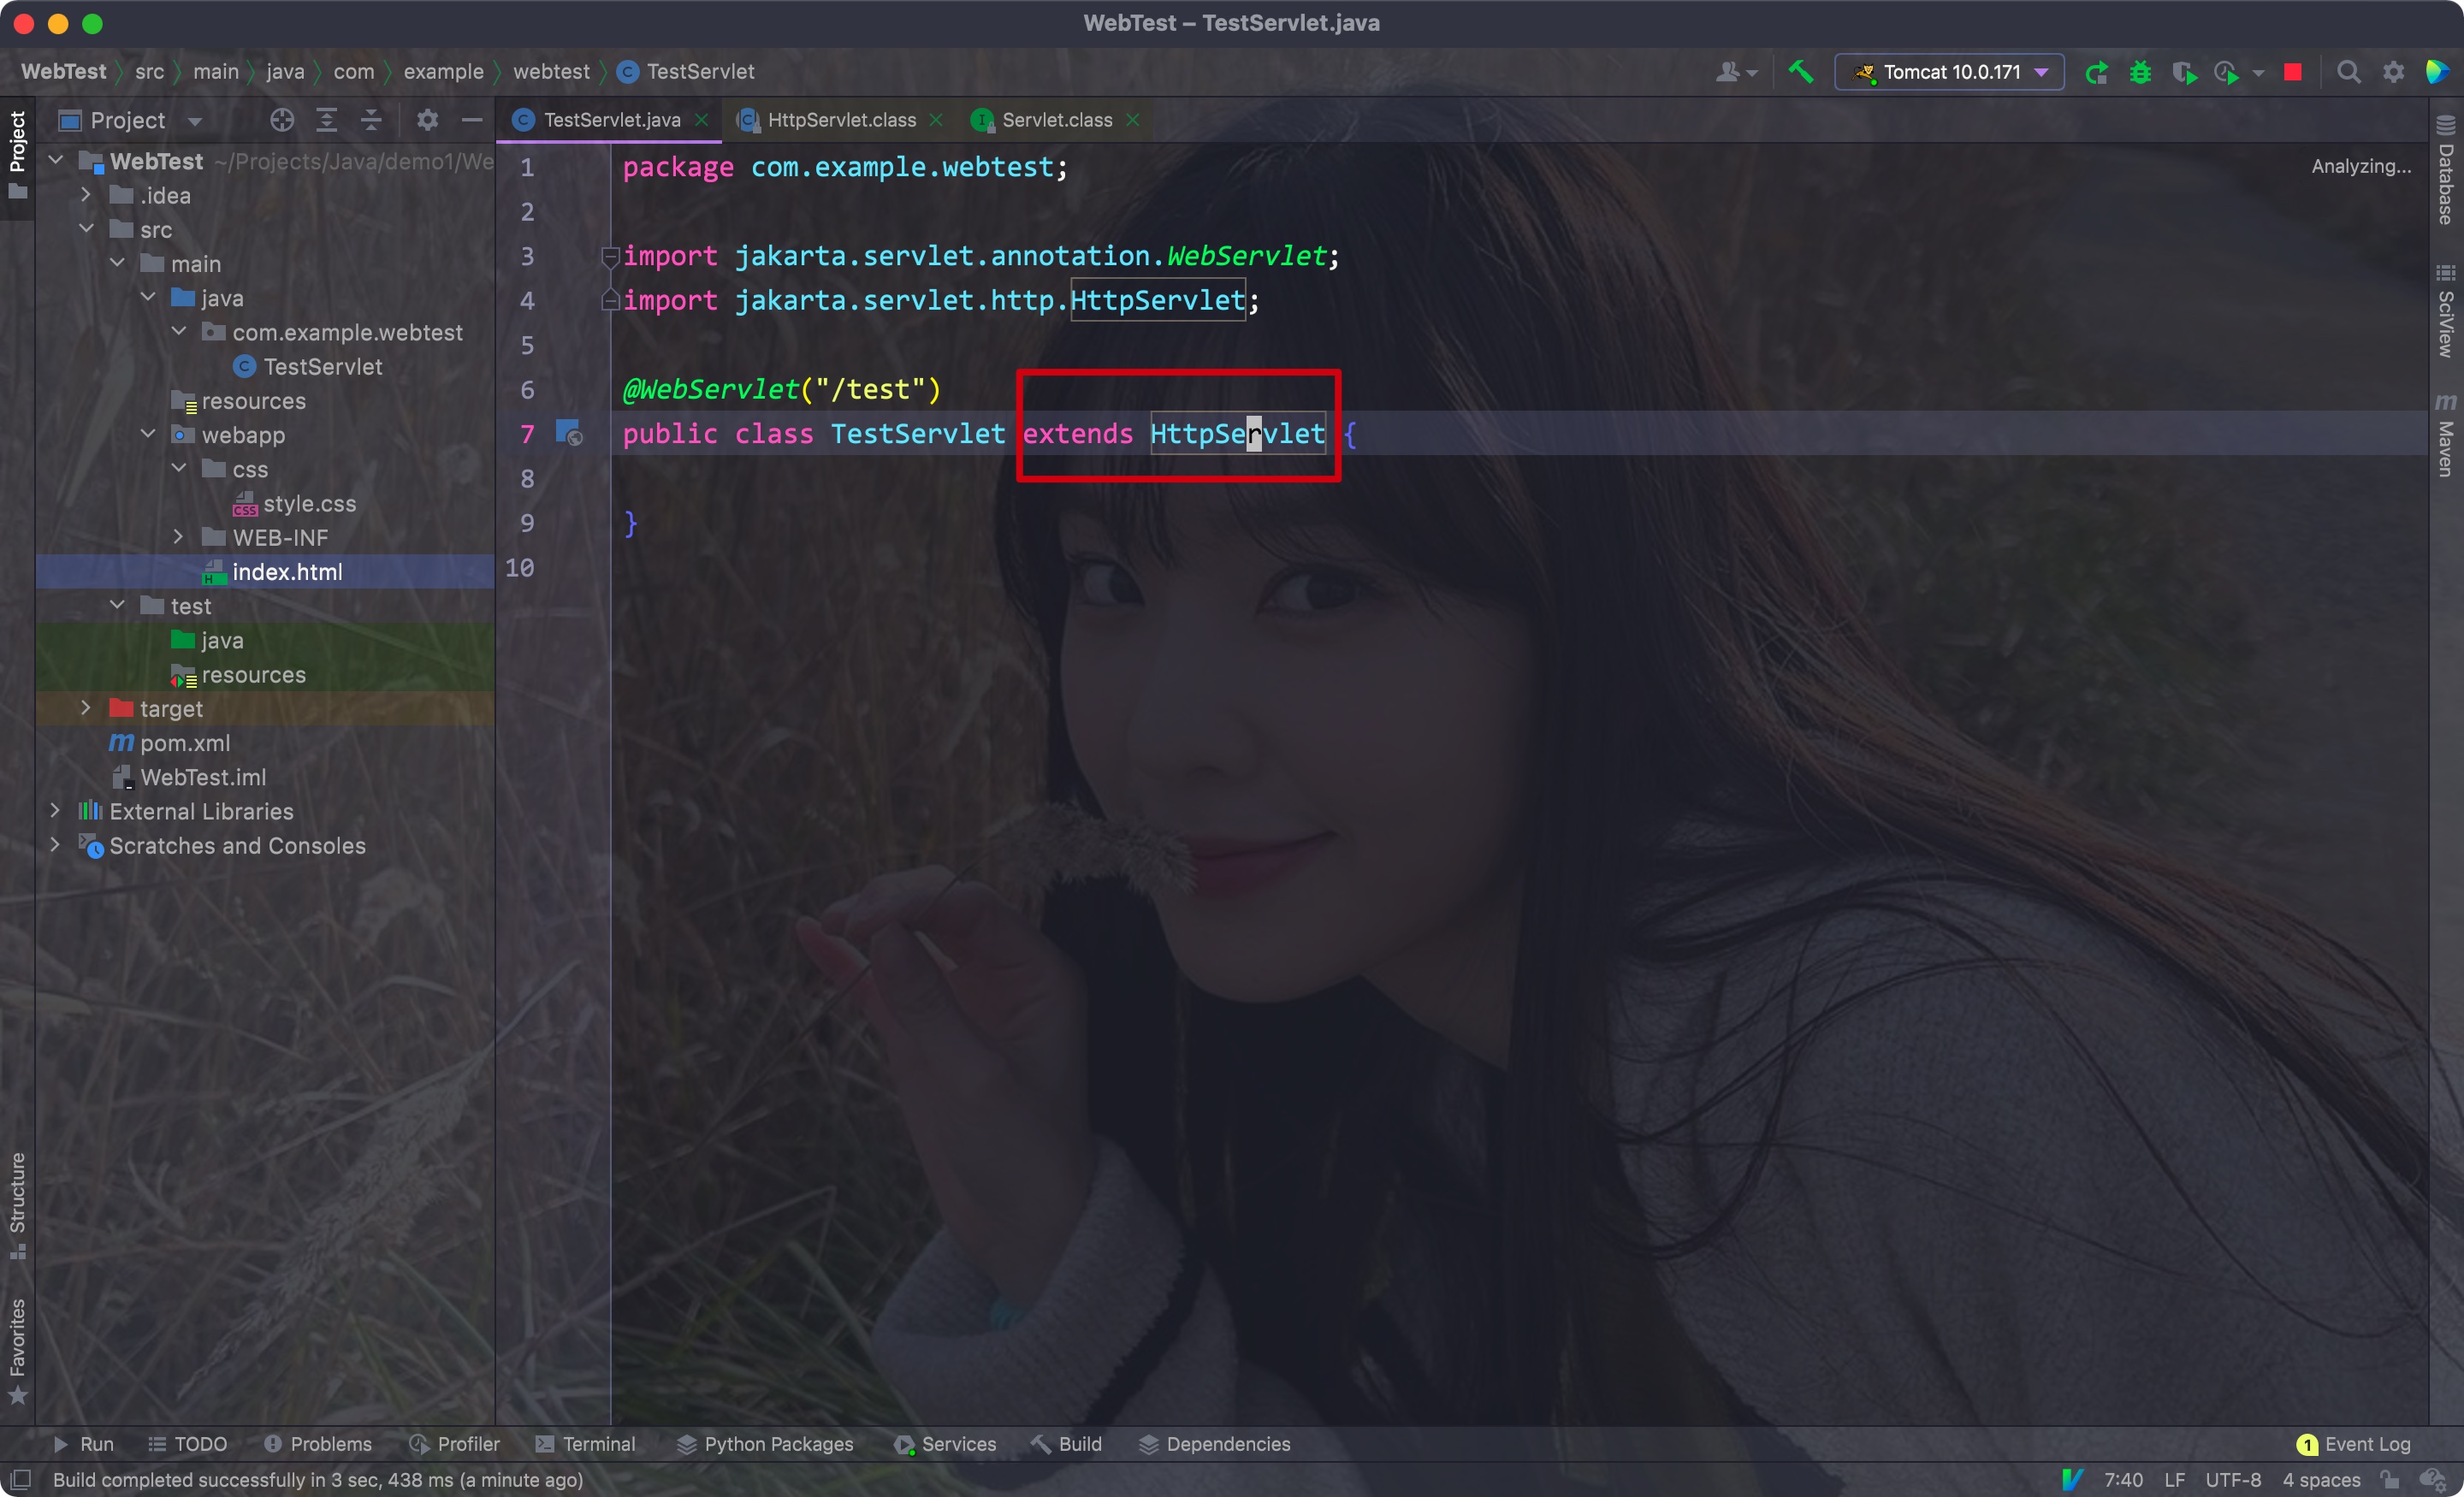 WebTest – TestServlet.java
WebTest src main java com example webtest TestServlet
Tomcat 10.0.171
Project
Project
TestServlet.java HttpServlet.class Servlet.class
WebTest ~/Projects/Java/demo1/We
.idea
src
main
java
com.example.webtest
TestServlet
resources
webapp
css
style.css
WEB-INF
index.html
test
java
resources
target
pom.xml
WebTest.iml
External Libraries
Scratches and Consoles
Structure
Favorites
1 package com.example.webtest;
2
3 import jakarta.servlet.annotation.WebServlet;
4 import jakarta.servlet.http.HttpServlet;
5
6 @WebServlet("/test")
7 public class TestServlet extends HttpServlet {
8
9 }
10
Analyzing...
Database
SciView
Maven
Run TODO Problems Profiler Terminal Python Packages Services Build Dependencies
1 Event Log
Build completed successfully in 3 sec, 438 ms (a minute ago)
7:40 LF UTF-8 4 spaces